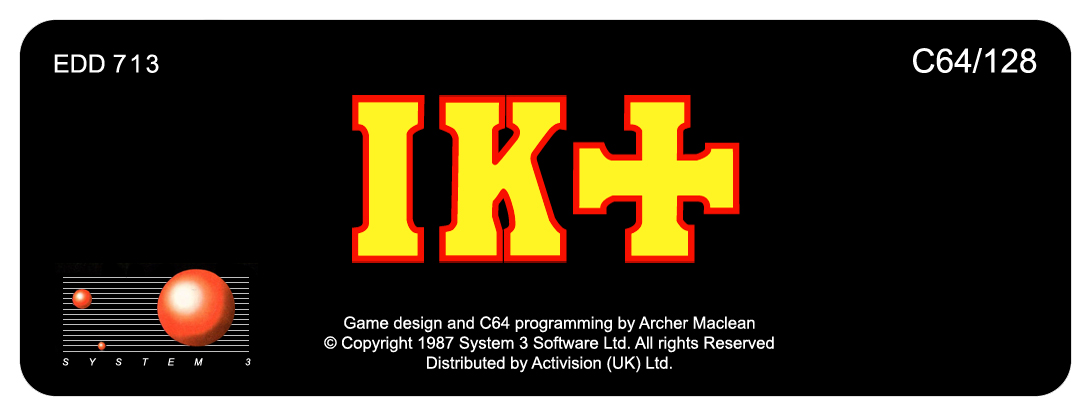 EDD 713
C64/128
IK+
SYSTEM 3
Game design and C64 programming by Archer Maclean
© Copyright 1987 System 3 Software Ltd. All rights Reserved
Distributed by Activision (UK) Ltd.